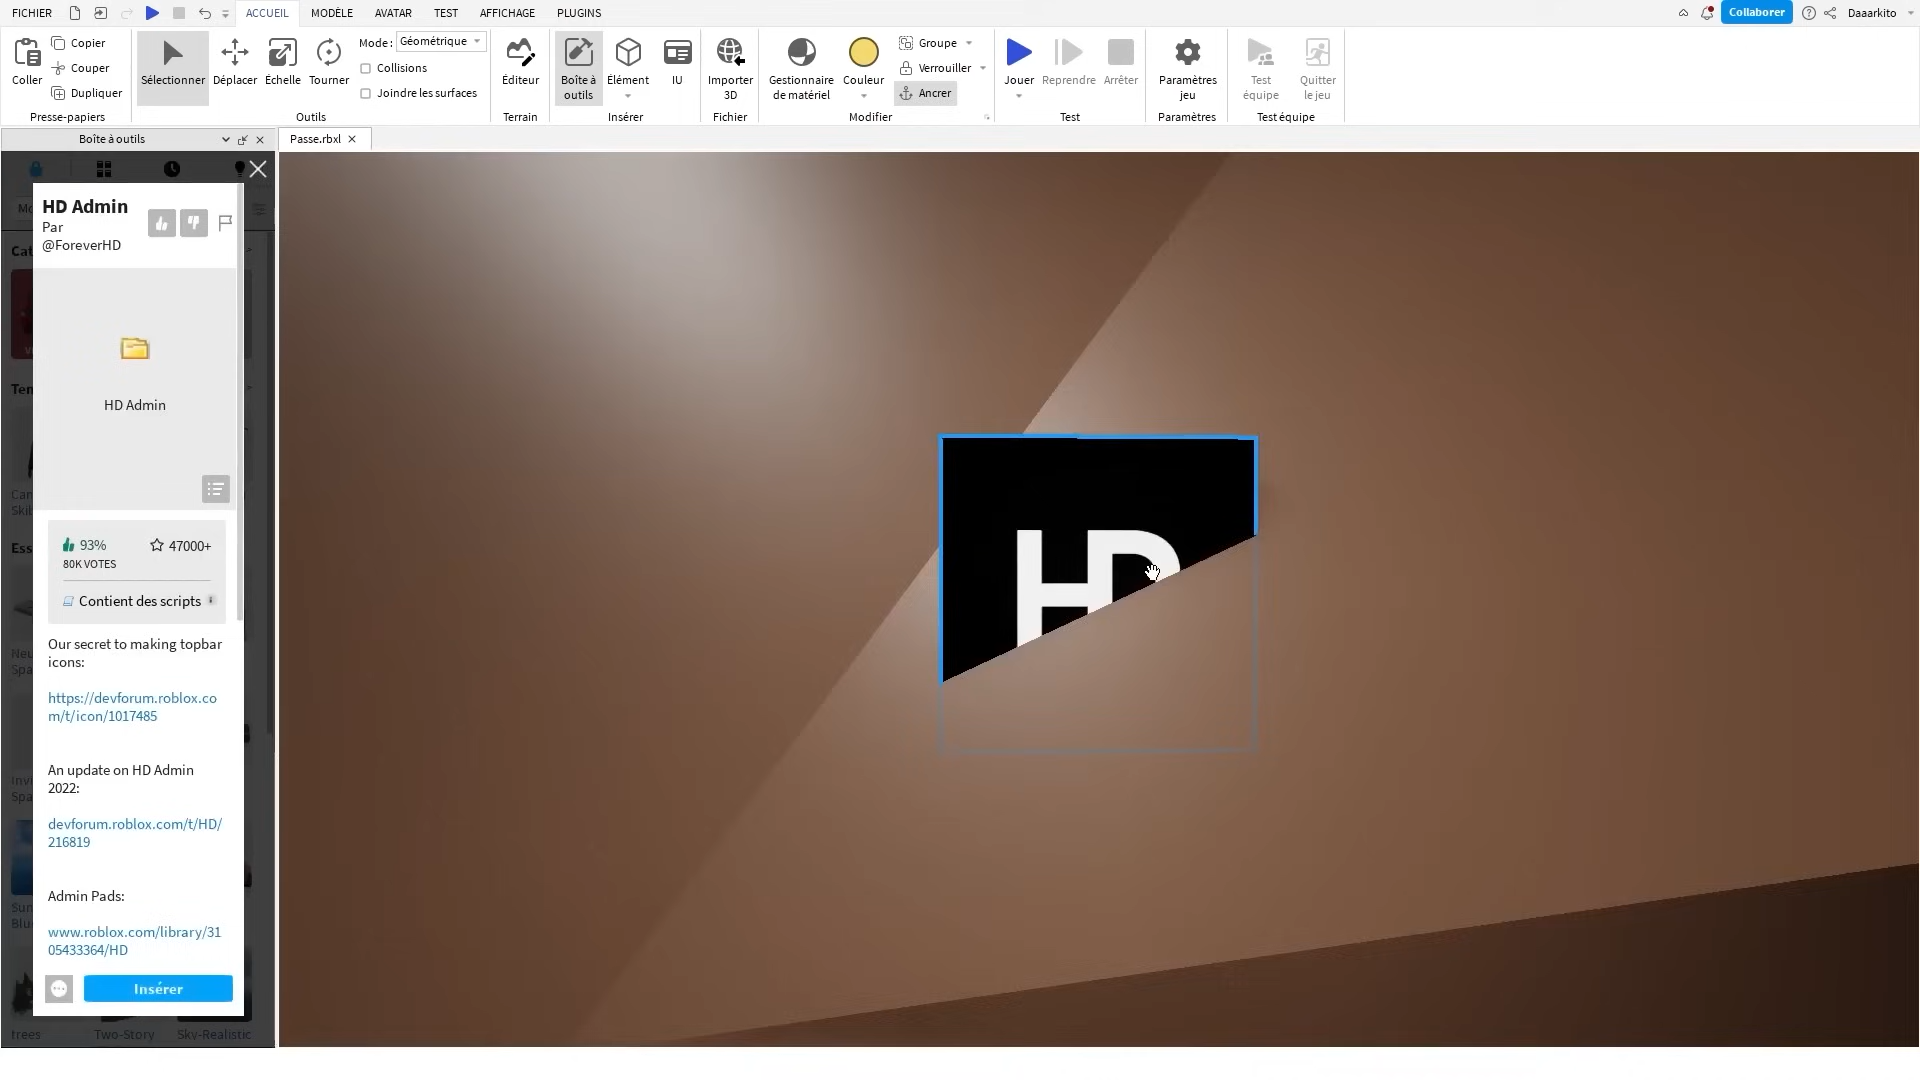 FICHIER
ACCUEIL
MODÈLE
AVATAR
TEST
AFFICHAGE
PLUGINS
Collaborer
Daaarkito
Coller
Copier
Couper
Dupliquer
Presse-papiers
Sélectionner
Déplacer
Échelle
Tourner
Mode :
Géométrique
Collisions
Joindre les surfaces
Outils
Éditeur
Terrain
Boîte à
outils
Élément
IU
Insérer
Importer
3D
Fichier
Gestionnaire
de matériel
Couleur
Groupe
Verrouiller
Ancrer
Modifier
Jouer
Reprendre
Arrêter
Test
Paramètres
jeu
Paramètres
Test
équipe
Quitter
le jeu
Test équipe
Boîte à outils
Passe.rbxl
HD Admin
Par
@ForeverHD
HD Admin
93%
47000+
80K VOTES
Contient des scripts
Our secret to making topbar
icons:
https://devforum.roblox.co
m/t/icon/1017485
An update on HD Admin
2022:
devforum.roblox.com/t/HD/
216819
Admin Pads:
www.roblox.com/library/31
05433364/HD
Insérer
trees
Two-Story
Sky-Realistic
HD